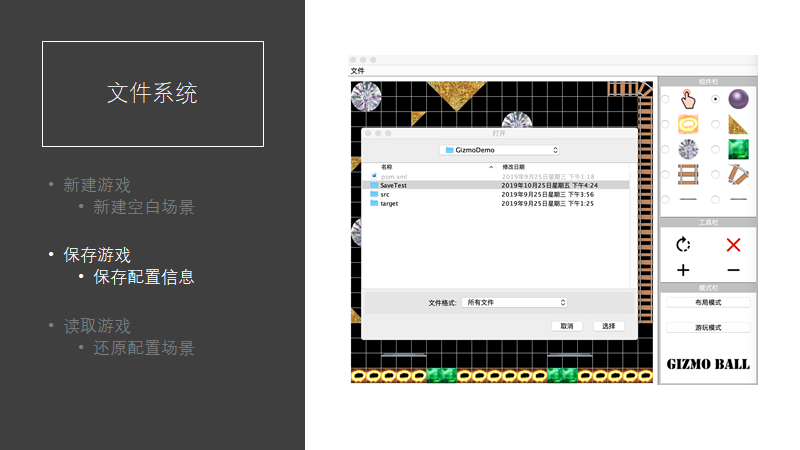 文件系统
• 新建游戏
• 新建空白场景
• 保存游戏
• 保存配置信息
• 读取游戏
• 还原配置场景
文件
打开
GizmoDemo
名称 修改日期
pom.xml 2019年9月25日星期三 下午1:18
SaveTest 2019年10月25日星期五 下午4:24
src 2019年9月25日星期三 下午3:56
target 2019年9月25日星期三 下午1:25
文件格式: 所有文件
取消 选择
组件栏
工具栏
模式栏
布局模式
游玩模式
GIZMO BALL